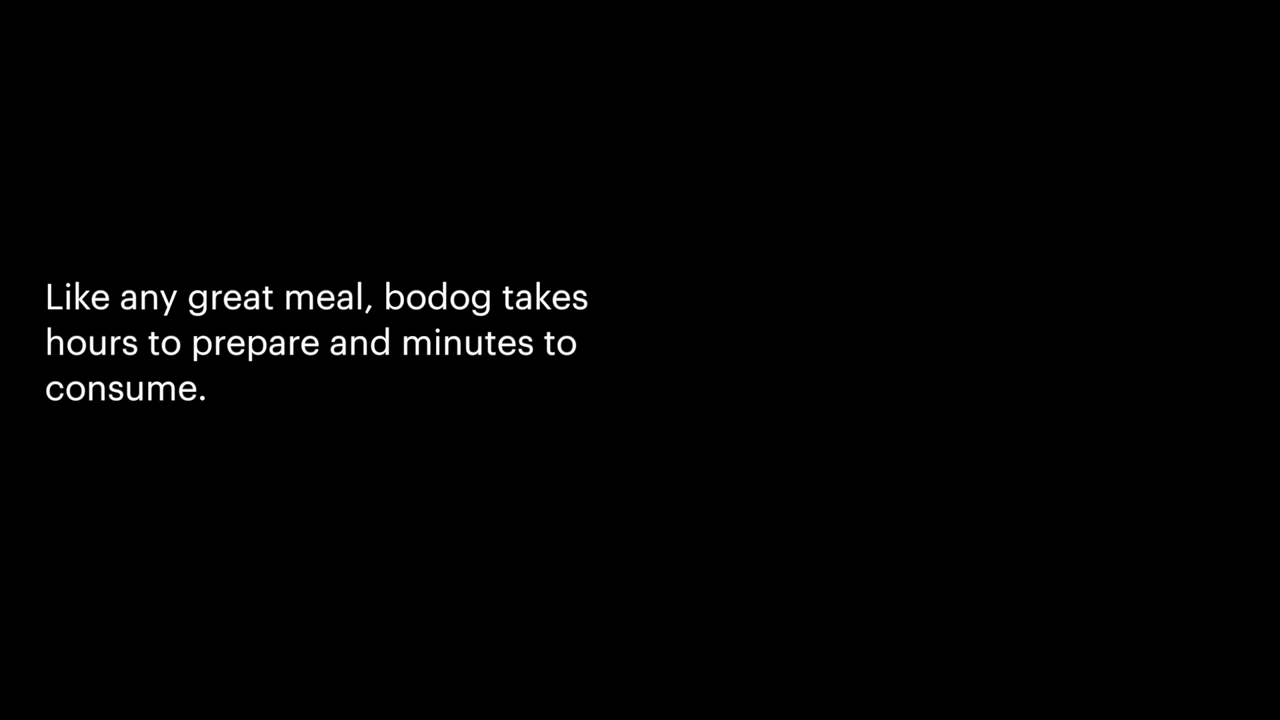 Like any great meal, bodog takes
hours to prepare and minutes to
consume.